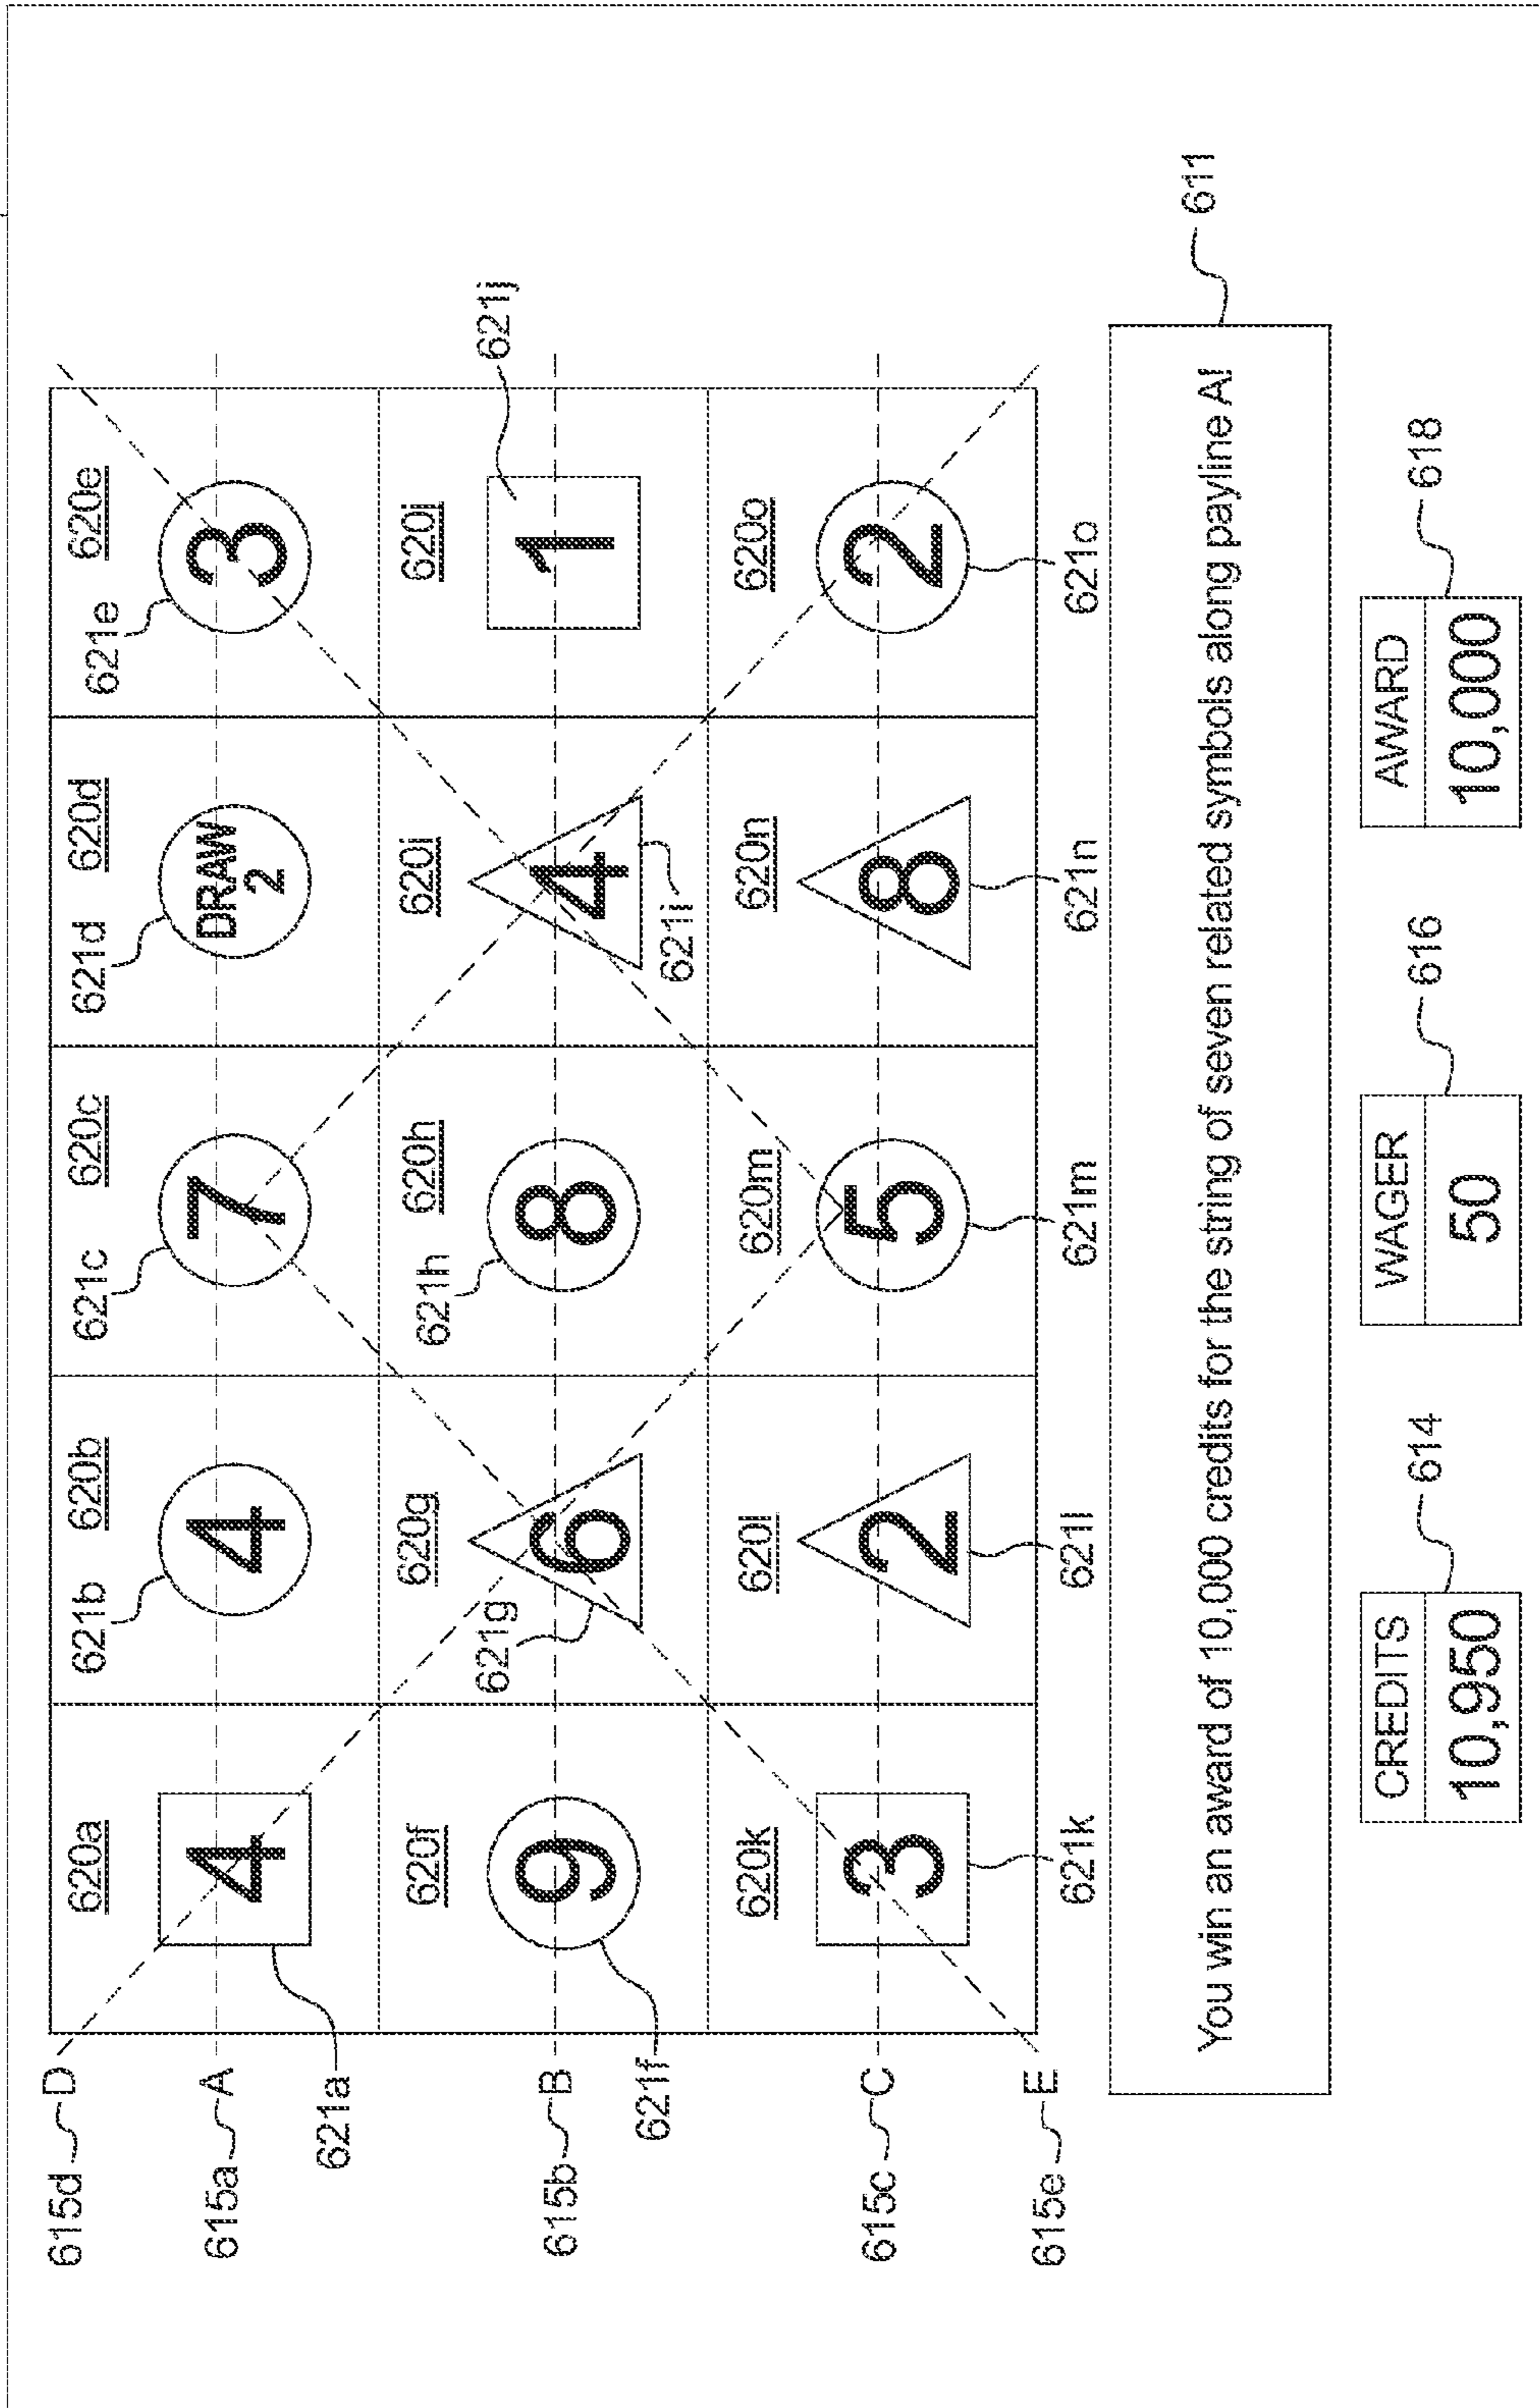 620a 621b 620b 621c 620c 621d 620d 621e 620e
615d D
4 4 7 DRAW 3
2
615a A
621a
620f 620g 621h 620h 620i 620j 621j
9 6 8 4 1
615b B
621g
621f 621i
620k 620l 620m 620n 620o
3 2 5 8 2
615c C
615e E
621k 621l 621m 621n 621o
You win an award of 10,000 credits for the string of seven related symbols along payline A! 611
CREDITS 614 WAGER 616 AWARD 618
10,950 50 10,000